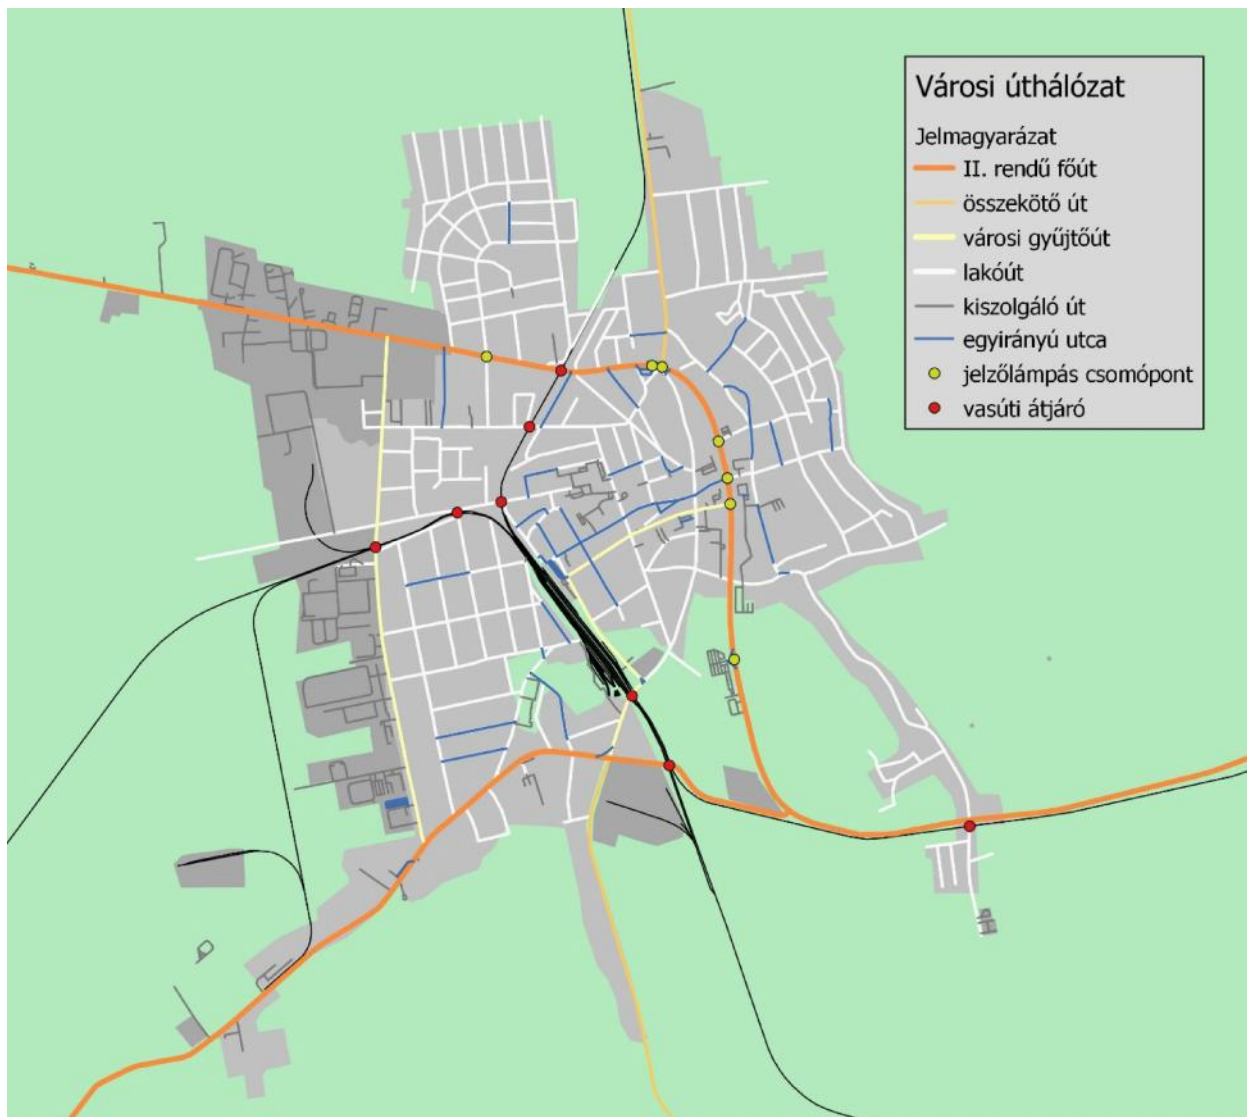 Városi úthálózat
Jelmagyarázat
II. rendű főút
összekötő út
városi gyűjtőút
lakóút
kiszolgáló út
egyirányú utca
jelzőlámpás csomópont
vasúti átjáró